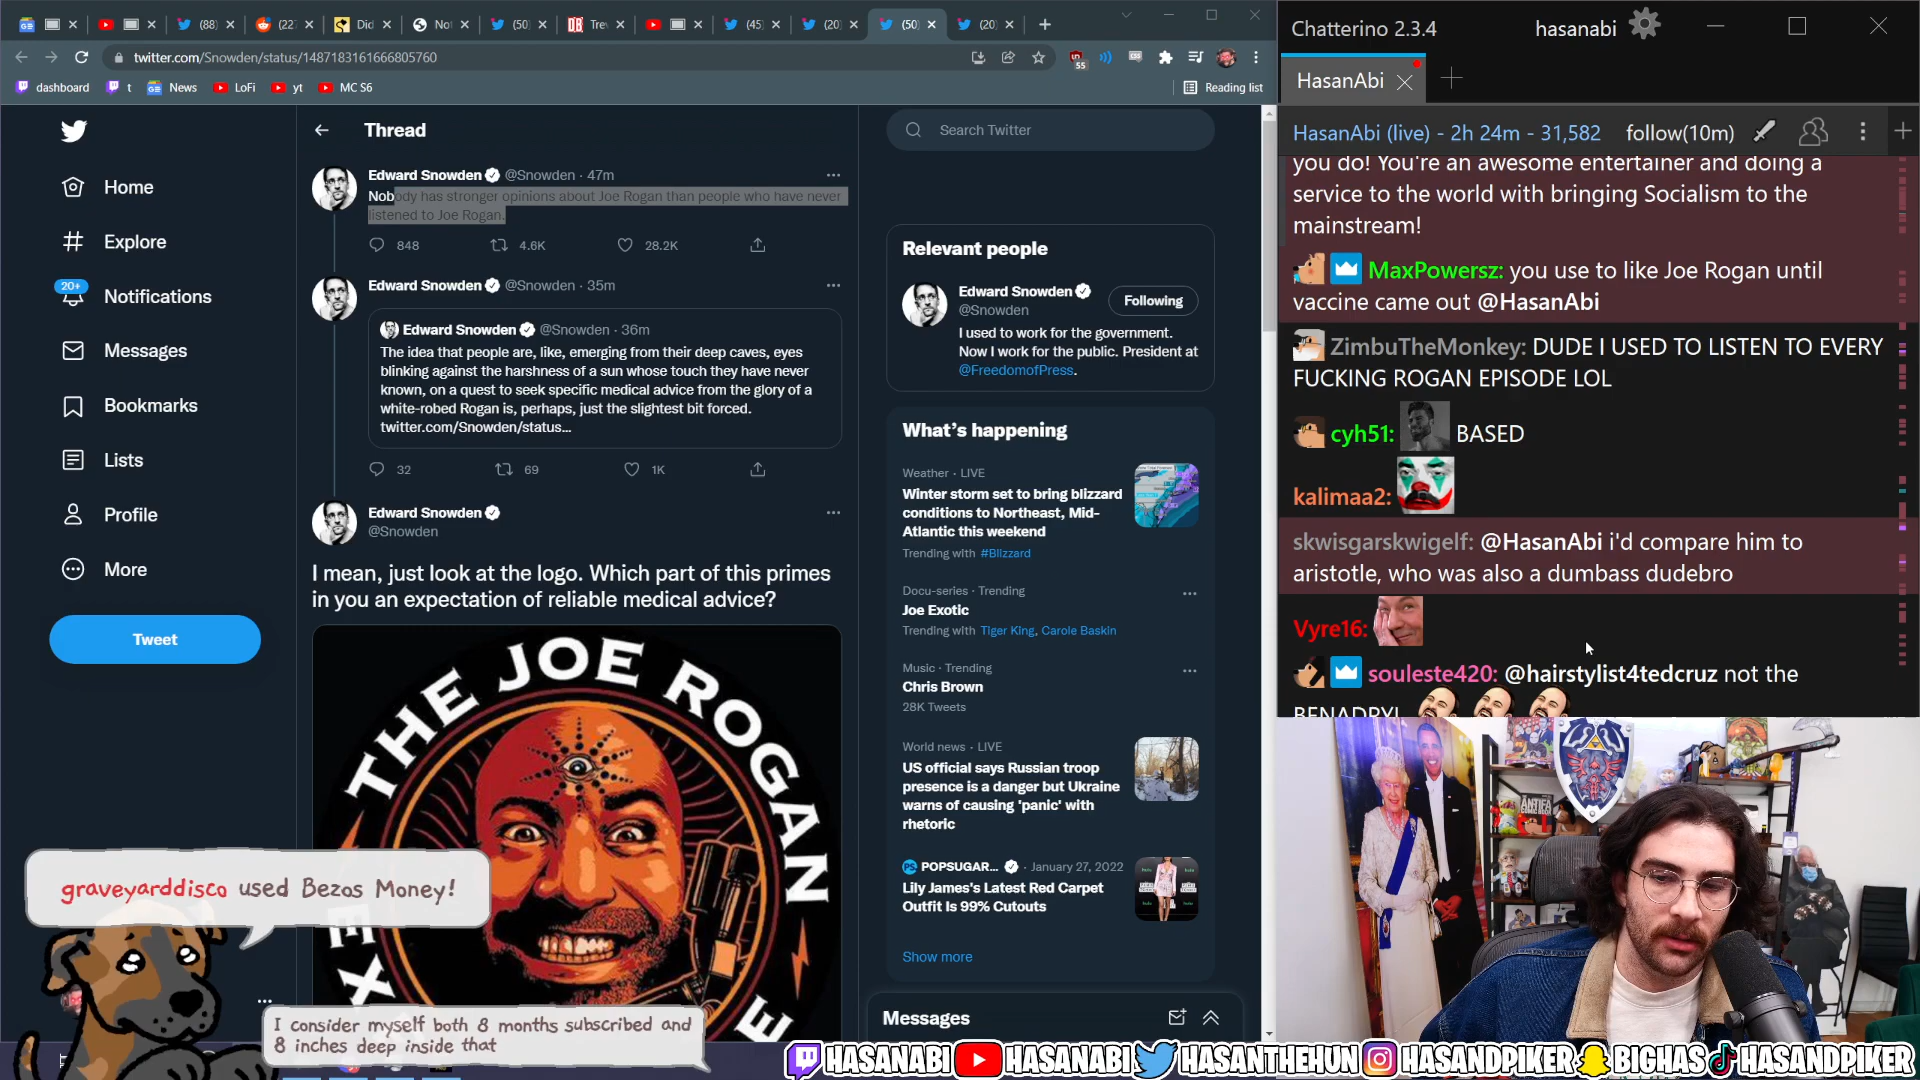 (88)
(227
Did
Not
(50)
Trev
(45)
(20)
(50)
(20)
twitter.com/Snowden/status/1487183161666805760
55
dashboard
t
News
LoFi
yt
MC S6
Reading list
Home
Explore
20+
Notifications
Messages
Bookmarks
Lists
Profile
More
Tweet
Thread
Edward Snowden @Snowden · 47m
Nobody has stronger opinions about Joe Rogan than people who have never
listened to Joe Rogan.
848 4.6K 28.2K
Edward Snowden @Snowden · 35m
Edward Snowden @Snowden · 36m
The idea that people are, like, emerging from their deep caves, eyes
blinking against the harshness of a sun whose touch they have never
known, on a quest to seek specific medical advice from the glory of a
white-robed Rogan is, perhaps, just the slightest bit forced.
twitter.com/Snowden/status...
32 69 1K
Edward Snowden
@Snowden
I mean, just look at the logo. Which part of this primes
in you an expectation of reliable medical advice?
THE JOE ROGAN
Search Twitter
Relevant people
Edward Snowden
@Snowden
Following
I used to work for the government.
Now I work for the public. President at
@FreedomofPress.
What's happening
Weather · LIVE
Winter storm set to bring blizzard
conditions to Northeast, Mid-
Atlantic this weekend
Trending with #Blizzard
Docu-series · Trending
Joe Exotic
Trending with Tiger King, Carole Baskin
Music · Trending
Chris Brown
28K Tweets
World news · LIVE
US official says Russian troop
presence is a danger but Ukraine
warns of causing 'panic' with
rhetoric
POPSUGAR... · January 27, 2022
Lily James's Latest Red Carpet
Outfit Is 99% Cutouts
Show more
Messages
graveyarddisco used Bezos Money!
I consider myself both 8 months subscribed and
8 inches deep inside that
Chatterino 2.3.4
hasanabi
HasanAbi
HasanAbi (live) - 2h 24m - 31,582
follow(10m)
you do! You're an awesome entertainer and doing a
service to the world with bringing Socialism to the
mainstream!
MaxPowersz: you use to like Joe Rogan until
vaccine came out @HasanAbi
ZimbuTheMonkey: DUDE I USED TO LISTEN TO EVERY
FUCKING ROGAN EPISODE LOL
cyh51: BASED
kalimaa2:
skwisgarskwigelf: @HasanAbi i'd compare him to
aristotle, who was also a dumbass dudebro
Vyre16:
souleste420: @hairstylist4tedcruz not the
BENADRYL
ANTIFA
HASANABI HASANABI HASANTHEHUN HASANDPIKER BIGHAS HASANDPIKER